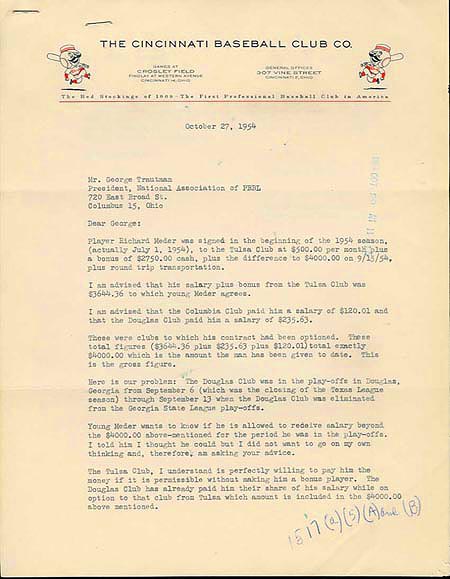 THE CINCINNATI BASEBALL CLUB CO.
GAMES AT
CROSLEY FIELD
FINDLAY AT WESTERN AVENUE
CINCINNATI 14, OHIO
GENERAL OFFICES
307 VINE STREET
CINCINNATI 2, OHIO
The Red Stockings of 1869 - The First Professional Baseball Club in America
October 27, 1954
Mr. George Trautman
President, National Association of PBBL
720 East Broad St.
Columbus 15, Ohio
Dear George:
Player Richard Meder was signed in the beginning of the 1954 season,
(actually July 1, 1954), to the Tulsa Club at $500.00 per month plus
a bonus of $2750.00 cash, plus the difference to $4000.00 on 9/15/54,
plus round trip transportation.
I am advised that his salary plus bonus from the Tulsa Club was
$3644.36 to which young Meder agrees.
I am advised that the Columbia Club paid him a salary of $120.01 and
that the Douglas Club paid him a salary of $235.63.
These were clubs to which his contract had been optioned. These
total figures ($3644.36 plus $235.63 plus $120.01) total exactly
$4000.00 which is the amount the man has been given to date. This
is the gross figure.
Here is our problem: The Douglas Club was in the play-offs in Douglas,
Georgia from September 6 (which was the closing of the Texas League
season) through September 13 when the Douglas Club was eliminated
from the Georgia State League play-offs.
Young Meder wants to know if he is allowed to receive salary beyond
the $4000.00 above-mentioned for the period he was in the play-offs.
I told him I thought he could but I did not want to go on my own
thinking and, therefore, am asking your advice.
The Tulsa Club, I understand is perfectly willing to pay him the
money if it is permissible without making him a bonus player. The
Douglas Club has already paid him their share of his salary while on
option to that club from Tulsa which amount is included in the $4000.00
above mentioned.
17 (a) (5) (A) and (B)